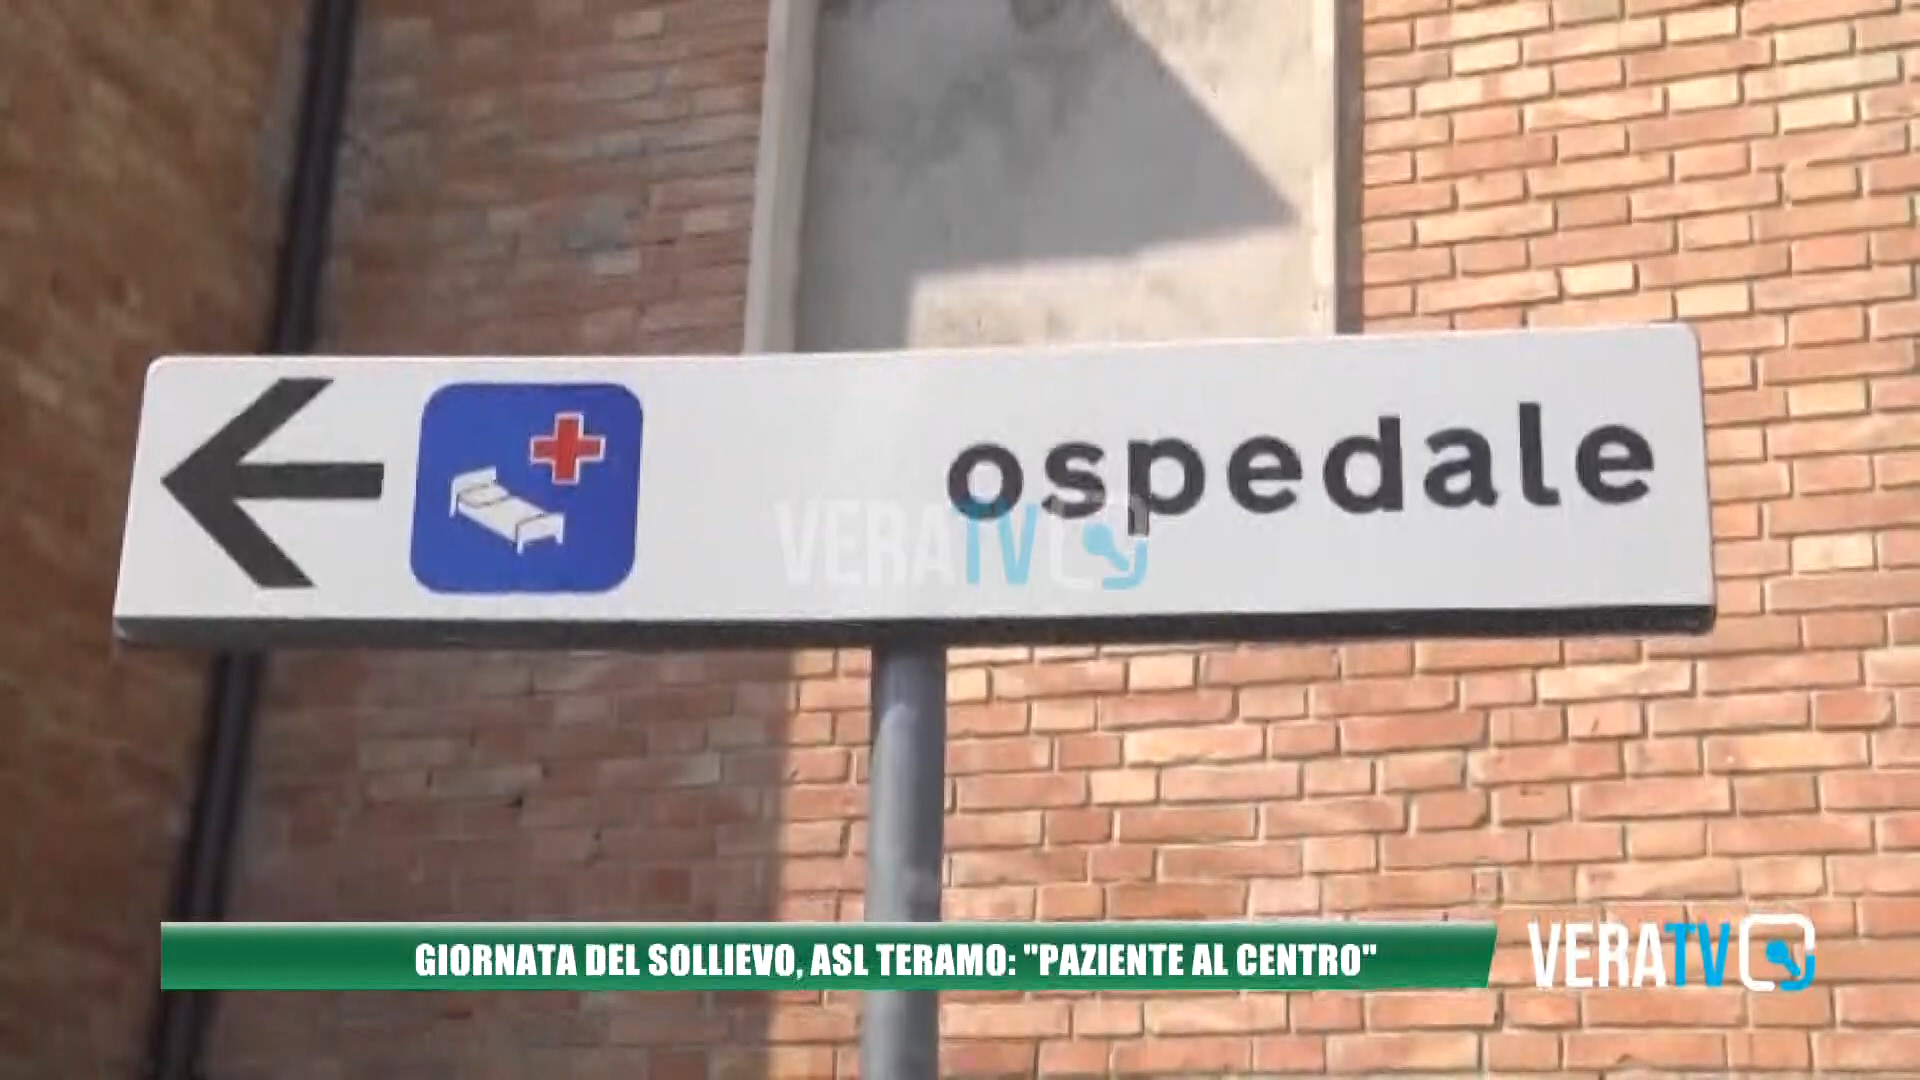 ospedale
VERATV
GIORNATA DEL SOLLIEVO, ASL TERAMO: "PAZIENTE AL CENTRO"
VERATV